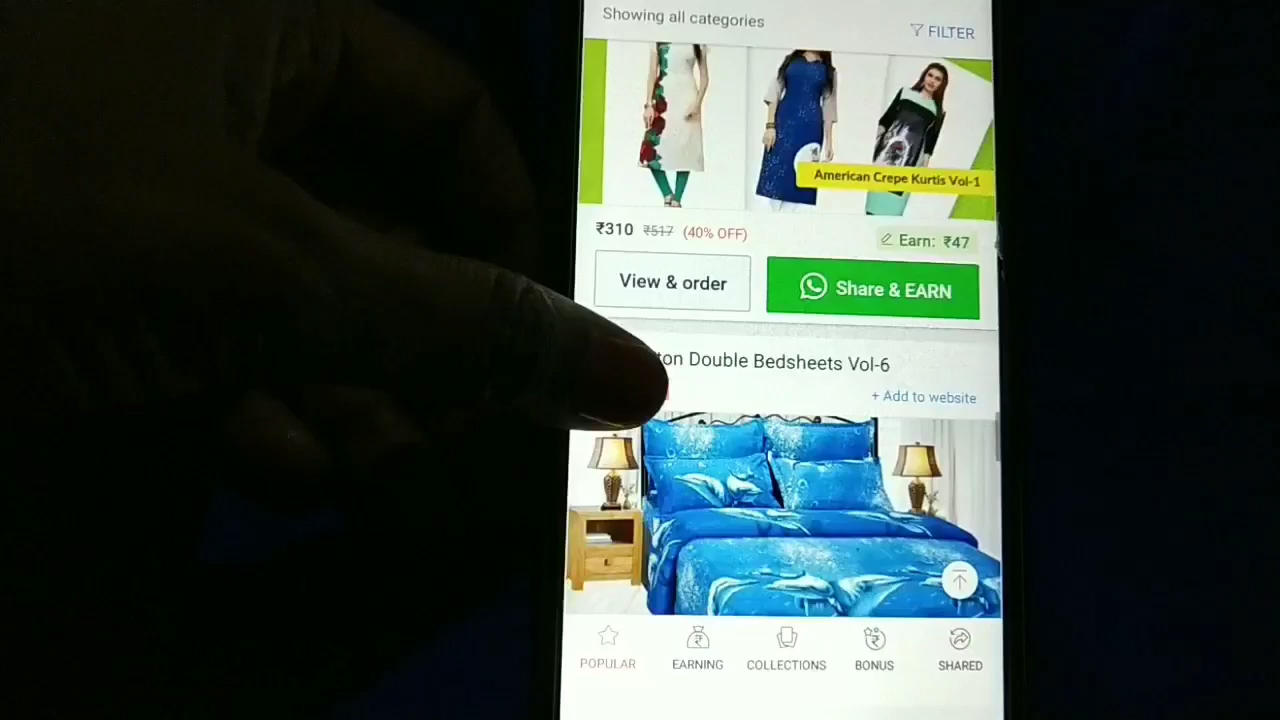 Showing all categories
FILTER
American Crepe Kurtis Vol-1
₹310 ₹517 (40% OFF)
Earn: ₹47
View & order
Share & EARN
Double Bedsheets Vol-6
+ Add to website
POPULAR
EARNING
COLLECTIONS
BONUS
SHARED